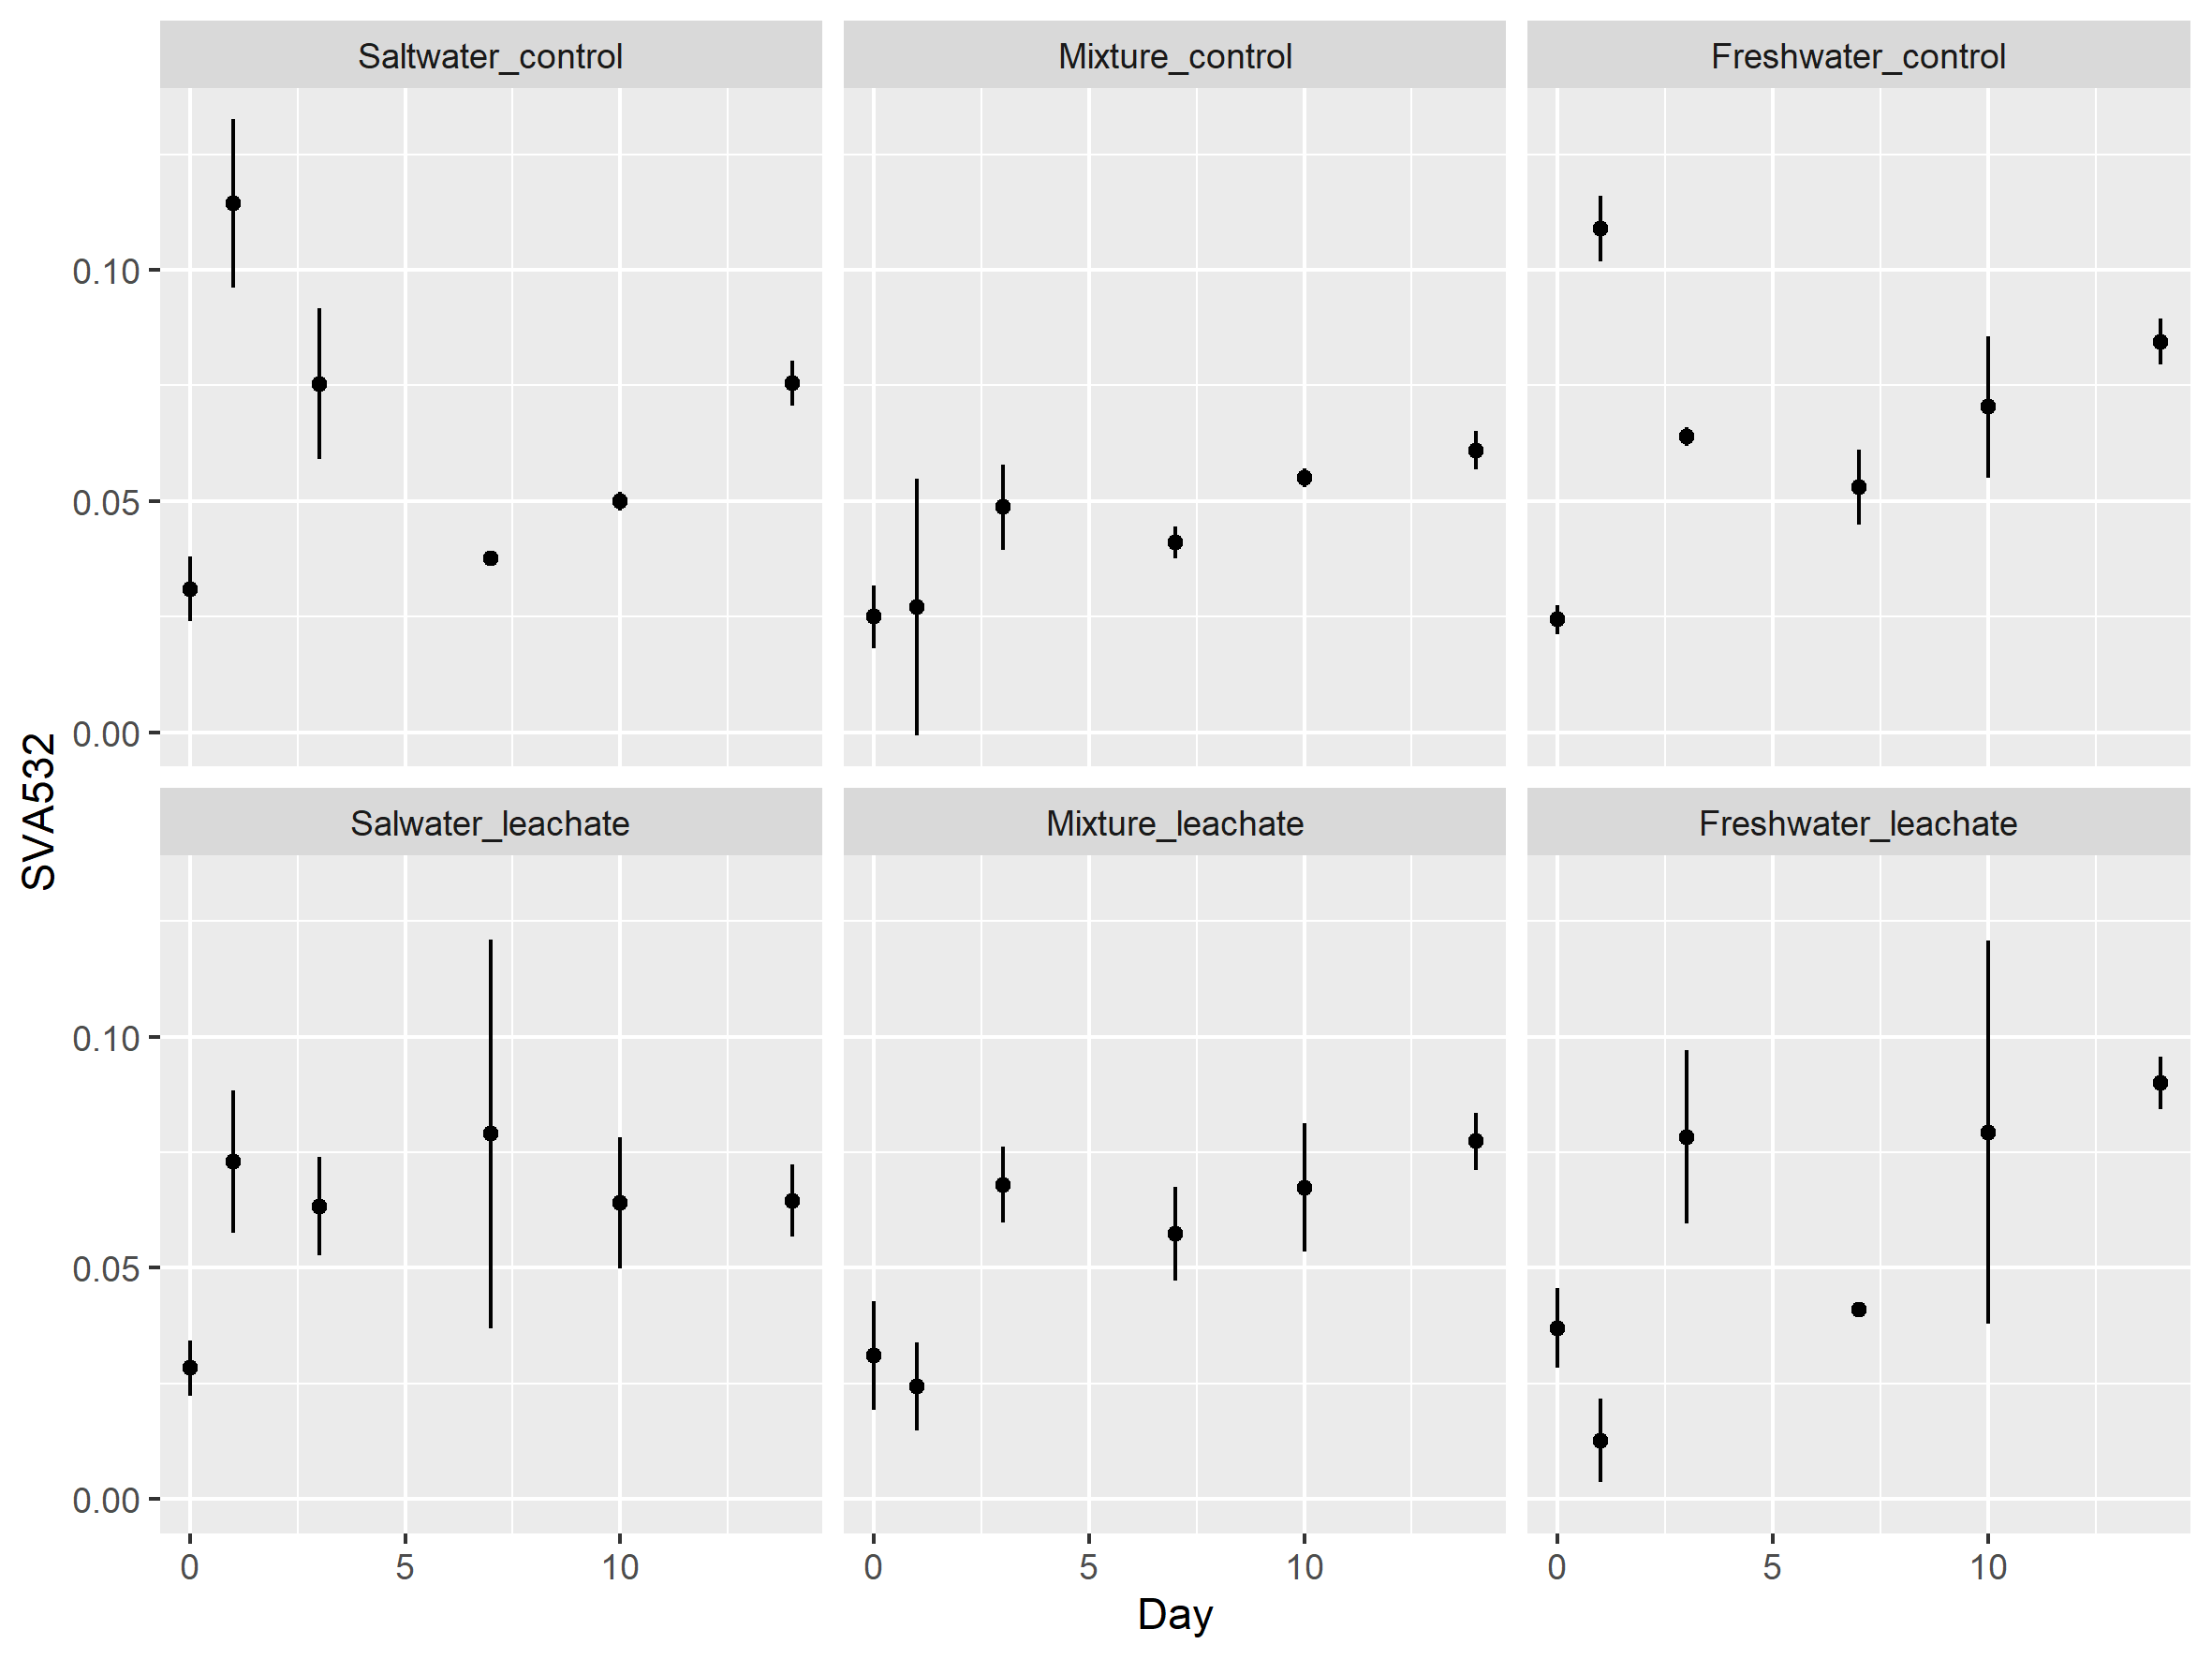 Saltwater_control Mixture_control Freshwater_control
0.10
0.05
0.00
SVA532
Salwater_leachate Mixture_leachate Freshwater_leachate
0.10
0.05
0.00
0 5 10 0 5 10 0 5 10
Day